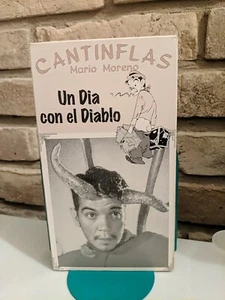 CANTINFLAS
Mario Moreno
Un Dia
con el Diablo